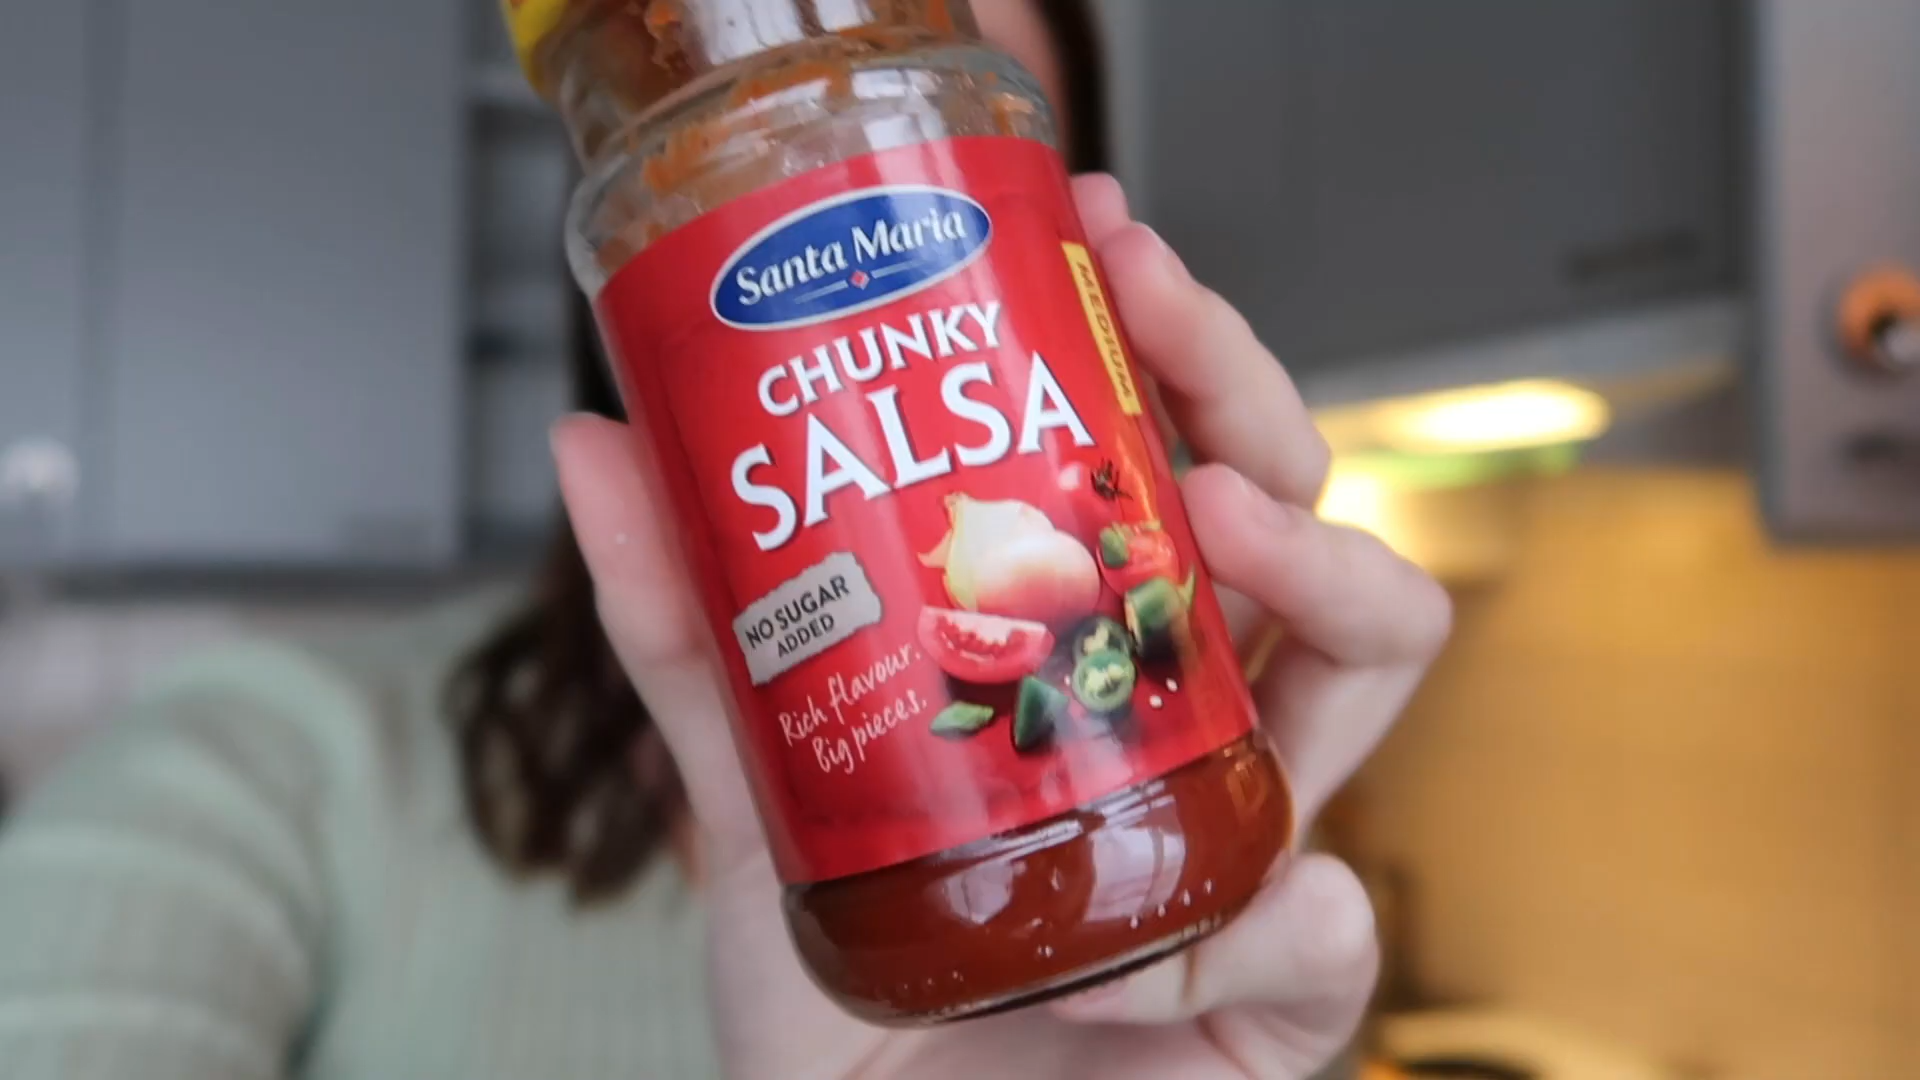 Santa Maria
CHUNKY
SALSA
MEDIUM
NO SUGAR
ADDED
Rich flavour.
Big pieces.